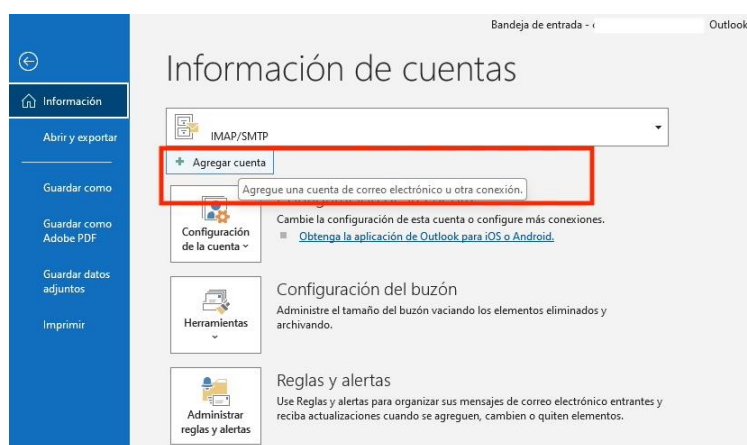 Bandeja de entrada -
Outlook
Información de cuentas
Información
Abrir y exportar
Guardar como
Guardar como
Adobe PDF
Guardar datos
adjuntos
Imprimir
IMAP/SMTP
Agregar cuenta
Agregue una cuenta de correo electrónico u otra conexión.
Configuración
de la cuenta
Cambie la configuración de esta cuenta o configure más conexiones.
Obtenga la aplicación de Outlook para iOS o Android.
Herramientas
Configuración del buzón
Administre el tamaño del buzón vaciando los elementos eliminados y
archivando.
Administrar
reglas y alertas
Reglas y alertas
Use Reglas y alertas para organizar sus mensajes de correo electrónico entrantes y
reciba actualizaciones cuando se agreguen, cambien o quiten elementos.